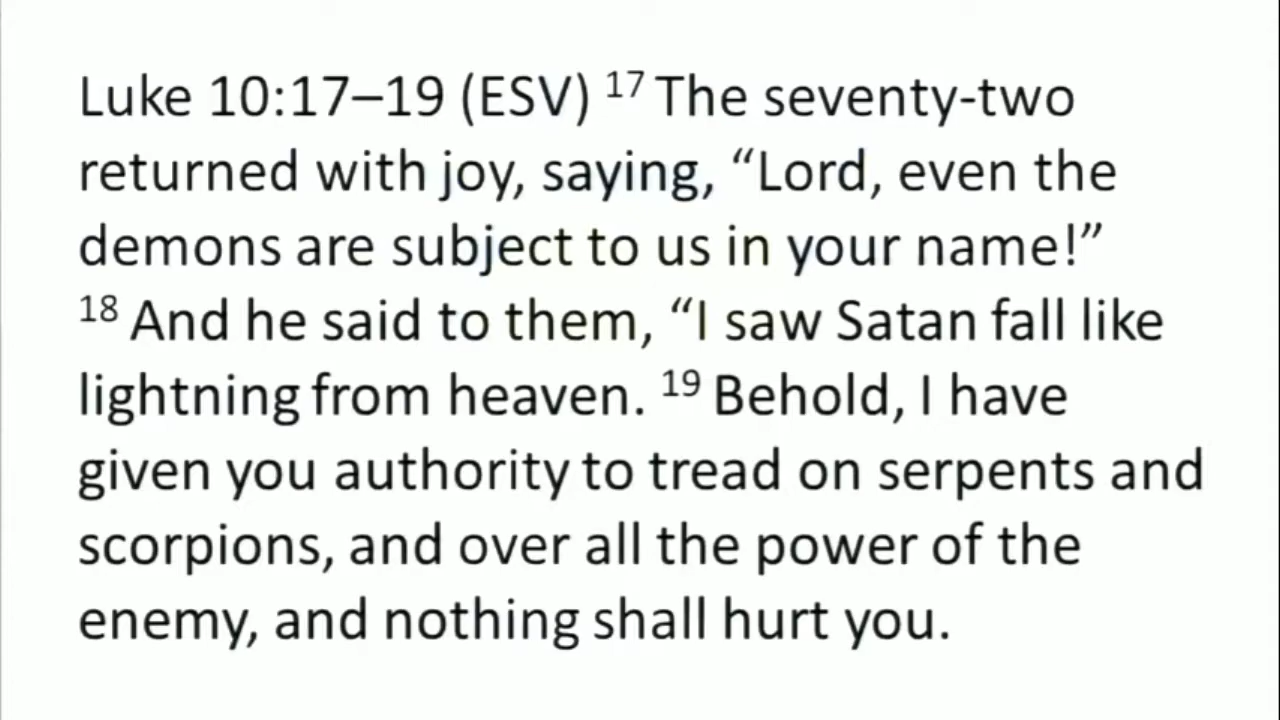 Luke 10:17–19 (ESV) 17 The seventy-two
returned with joy, saying, “Lord, even the
demons are subject to us in your name!”
18 And he said to them, “I saw Satan fall like
lightning from heaven. 19 Behold, I have
given you authority to tread on serpents and
scorpions, and over all the power of the
enemy, and nothing shall hurt you.